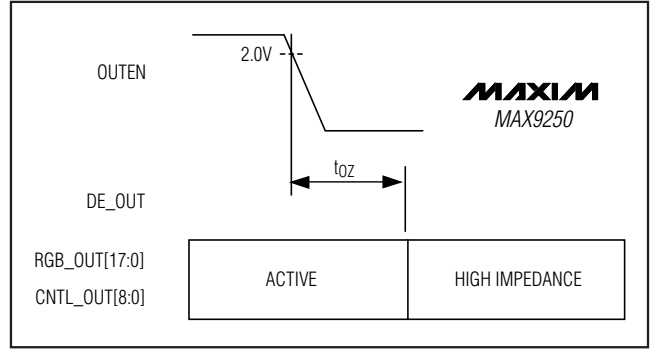 2.0V
OUTEN
MAXIM
MAX9250
tOZ
DE_OUT
RGB_OUT[17:0]
CNTL_OUT[8:0]
ACTIVE
HIGH IMPEDANCE